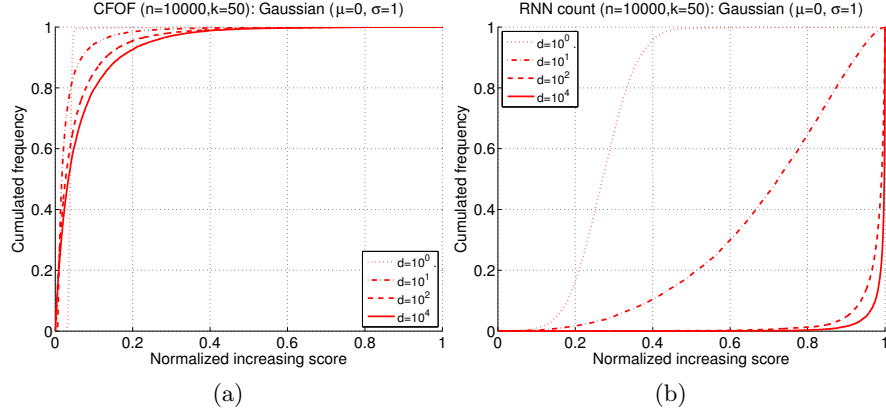 CFOF (n=10000,k=50): Gaussian (μ=0, σ=1)
1
0.8
0.6
0.4
0.2
0
0 0.2 0.4 0.6 0.8 1
Cumulated frequency
Normalized increasing score
d=10⁰
d=10¹
d=10²
d=10⁴
(a)
RNN count (n=10000,k=50): Gaussian (μ=0, σ=1)
1
0.8
0.6
0.4
0.2
0
0 0.2 0.4 0.6 0.8 1
Cumulated frequency
Normalized increasing score
d=10⁰
d=10¹
d=10²
d=10⁴
(b)